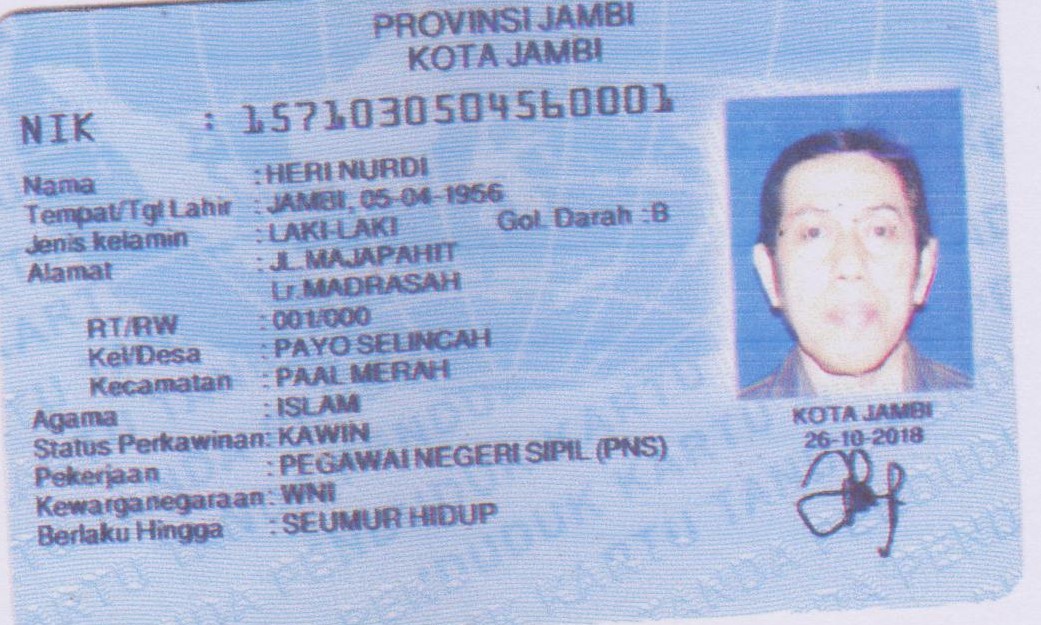 PROVINSI JAMBI
KOTA JAMBI
NIK : 1571030504560001
Nama : HERI NURDI
Tempat/Tgl Lahir : JAMBI, 05-04-1956
Jenis kelamin : LAKI-LAKI Gol. Darah : B
Alamat : JL.MAJAPAHIT
Lr.MADRASAH
RT/RW : 001/000
Kel/Desa : PAYO SELINCAH
Kecamatan : PAAL MERAH
Agama : ISLAM
Status Perkawinan: KAWIN
Pekerjaan : PEGAWAI NEGERI SIPIL (PNS)
Kewarganegaraan: WNI
Berlaku Hingga : SEUMUR HIDUP
KOTA JAMBI
26-10-2018